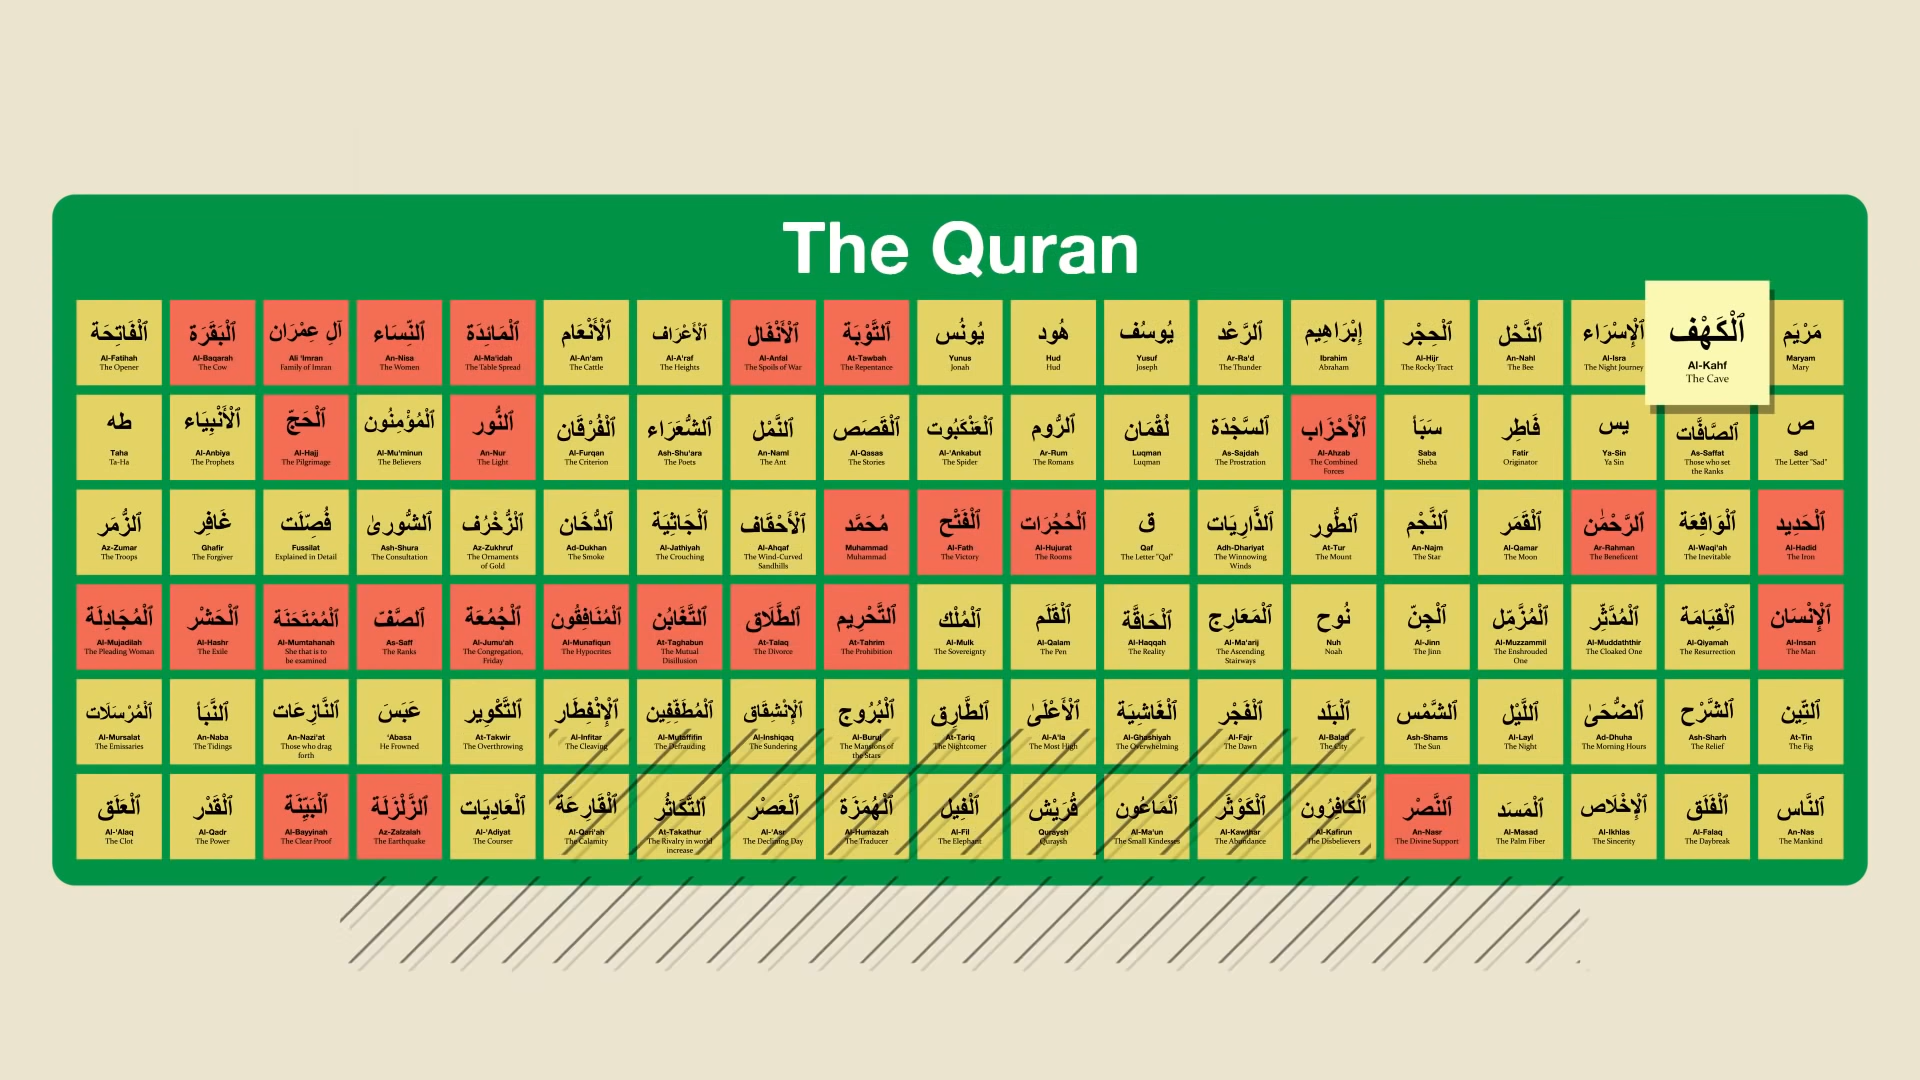 The Quran
ٱلْفَاتِحَة
Al-Fatihah
The Opener
ٱلْبَقَرَة
Al-Baqarah
The Cow
آلِ عِمْرَان
Ali 'Imran
Family of Imran
ٱلنِّسَاء
An-Nisa
The Women
ٱلْمَائِدَة
Al-Ma'idah
The Table Spread
ٱلْأَنْعَام
Al-An'am
The Cattle
ٱلْأَعْرَاف
Al-A'raf
The Heights
ٱلْأَنْفَال
Al-Anfal
The Spoils of War
ٱلتَّوْبَة
At-Tawbah
The Repentance
يُونُس
Yunus
Jonah
هُود
Hud
Hud
يُوسُف
Yusuf
Joseph
ٱلرَّعْد
Ar-Ra'd
The Thunder
إِبْرَاهِيم
Ibrahim
Abraham
ٱلْحِجْر
Al-Hijr
The Rocky Tract
ٱلنَّحْل
An-Nahl
The Bee
ٱلْإِسْرَاء
Al-Isra
The Night Journey
ٱلْكَهْف
Al-Kahf
The Cave
مَرْيَم
Maryam
Mary
طه
Taha
Ta-Ha
ٱلْأَنْبِيَاء
Al-Anbiya
The Prophets
ٱلْحَجّ
Al-Hajj
The Pilgrimage
ٱلْمُؤْمِنُون
Al-Mu'minun
The Believers
ٱلنُّور
An-Nur
The Light
ٱلْفُرْقَان
Al-Furqan
The Criterion
ٱلشُّعَرَاء
Ash-Shu'ara
The Poets
ٱلنَّمْل
An-Naml
The Ant
ٱلْقَصَص
Al-Qasas
The Stories
ٱلْعَنْكَبُوت
Al-'Ankabut
The Spider
ٱلرُّوم
Ar-Rum
The Romans
لُقْمَان
Luqman
Luqman
ٱلسَّجْدَة
As-Sajdah
The Prostration
ٱلْأَحْزَاب
Al-Ahzab
The Combined
Forces
سَبَأ
Saba
Sheba
فَاطِر
Fatir
Originator
يس
Ya-Sin
Ya Sin
ٱلصَّافَّات
As-Saffat
Those who set
the Ranks
ص
Sad
The Letter "Sad"
ٱلزُّمَر
Az-Zumar
The Troops
غَافِر
Ghafir
The Forgiver
فُصِّلَت
Fussilat
Explained in Detail
ٱلشُّورىٰ
Ash-Shura
The Consultation
ٱلْزُّخْرُف
Az-Zukhruf
The Ornaments
of Gold
ٱلدُّخَان
Ad-Dukhan
The Smoke
ٱلْجَاثِيَة
Al-Jathiyah
The Crouching
ٱلْأَحْقَاف
Al-Ahqaf
The Wind-Curved
Sandhills
مُحَمَّد
Muhammad
Muhammad
ٱلْفَتْح
Al-Fath
The Victory
ٱلْحُجُرَات
Al-Hujurat
The Rooms
ق
Qaf
The Letter "Qaf"
ٱلذَّارِيَات
Adh-Dhariyat
The Winnowing
Winds
ٱلطُّور
At-Tur
The Mount
ٱلنَّجْم
An-Najm
The Star
ٱلْقَمَر
Al-Qamar
The Moon
ٱلرَّحْمَٰن
Ar-Rahman
The Beneficent
ٱلْوَاقِعَة
Al-Waqi'ah
The Inevitable
ٱلْحَدِيد
Al-Hadid
The Iron
ٱلْمُجَادِلَة
Al-Mujadilah
The Pleading Woman
ٱلْحَشْر
Al-Hashr
The Exile
ٱلْمُمْتَحَنَة
Al-Mumtahanah
She that is to
be examined
ٱلصَّفّ
As-Saff
The Ranks
ٱلْجُمُعَة
Al-Jumu'ah
The Congregation,
Friday
ٱلْمُنَافِقُون
Al-Munafiqun
The Hypocrites
ٱلتَّغَابُن
At-Taghabun
The Mutual
Disillusion
ٱلطَّلَاق
At-Talaq
The Divorce
ٱلتَّحْرِيم
At-Tahrim
The Prohibition
ٱلْمُلْك
Al-Mulk
The Sovereignty
ٱلْقَلَم
Al-Qalam
The Pen
ٱلْحَاقَّة
Al-Haqqah
The Reality
ٱلْمَعَارِج
Al-Ma'arij
The Ascending
Stairways
نُوح
Nuh
Noah
ٱلْجِنّ
Al-Jinn
The Jinn
ٱلْمُزَّمِّل
Al-Muzzammil
The Enshrouded
One
ٱلْمُدَّثِّر
Al-Muddaththir
The Cloaked One
ٱلْقِيَامَة
Al-Qiyamah
The Resurrection
ٱلْإِنْسَان
Al-Insan
The Man
ٱلْمُرْسَلَات
Al-Mursalat
The Emissaries
ٱلنَّبَأ
An-Naba
The Tidings
ٱلنَّازِعَات
An-Nazi'at
Those who drag
forth
عَبَسَ
'Abasa
He Frowned
ٱلتَّكْوِير
At-Takwir
The Overthrowing
ٱلْإِنْفِطَار
Al-Infitar
The Cleaving
ٱلْمُطَفِّفِين
Al-Mutaffifin
The Defrauding
ٱلْإِنْشِقَاق
Al-Inshiqaq
The Sundering
ٱلْبُرُوج
Al-Buruj
The Mansions of
the Stars
ٱلطَّارِق
At-Tariq
The Nightcomer
ٱلْأَعْلَىٰ
Al-A'la
The Most High
ٱلْغَاشِيَة
Al-Ghashiyah
The Overwhelming
ٱلْفَجْر
Al-Fajr
The Dawn
ٱلْبَلَد
Al-Balad
The City
ٱلشَّمْس
Ash-Shams
The Sun
ٱللَّيْل
Al-Layl
The Night
ٱلضُّحَىٰ
Ad-Dhuha
The Morning Hours
ٱلشَّرْح
Ash-Sharh
The Relief
ٱلتِّين
At-Tin
The Fig
ٱلْعَلَق
Al-'Alaq
The Clot
ٱلْقَدْر
Al-Qadr
The Power
ٱلْبَيِّنَة
Al-Bayyinah
The Clear Proof
ٱلزَّلْزَلَة
Az-Zalzalah
The Earthquake
ٱلْعَادِيَات
Al-'Adiyat
The Courser
ٱلْقَارِعَة
Al-Qari'ah
The Calamity
ٱلتَّكَاثُر
At-Takathur
The Rivalry in world
increase
ٱلْعَصْر
Al-'Asr
The Declining Day
ٱلْهُمَزَة
Al-Humazah
The Traducer
ٱلْفِيل
Al-Fil
The Elephant
قُرَيْش
Quraysh
Quraysh
ٱلْمَاعُون
Al-Ma'un
The Small Kindesses
ٱلْكَوْثَر
Al-Kawthar
The Abundance
ٱلْكَافِرُون
Al-Kafirun
The Disbelievers
ٱلنَّصْر
An-Nasr
The Divine Support
ٱلْمَسَد
Al-Masad
The Palm Fiber
ٱلْإِخْلَاص
Al-Ikhlas
The Sincerity
ٱلْفَلَق
Al-Falaq
The Daybreak
ٱلنَّاس
An-Nas
The Mankind